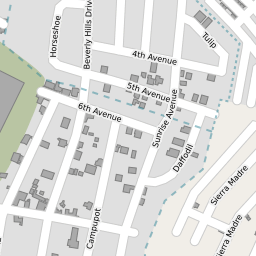 Horseshoe
Beverly Hills Drive
Tulip
4th Avenue
5th Avenue
6th Avenue
Sunrise Avenue
Daffodil
Sierra Madre
Sierra Madre
Campupot